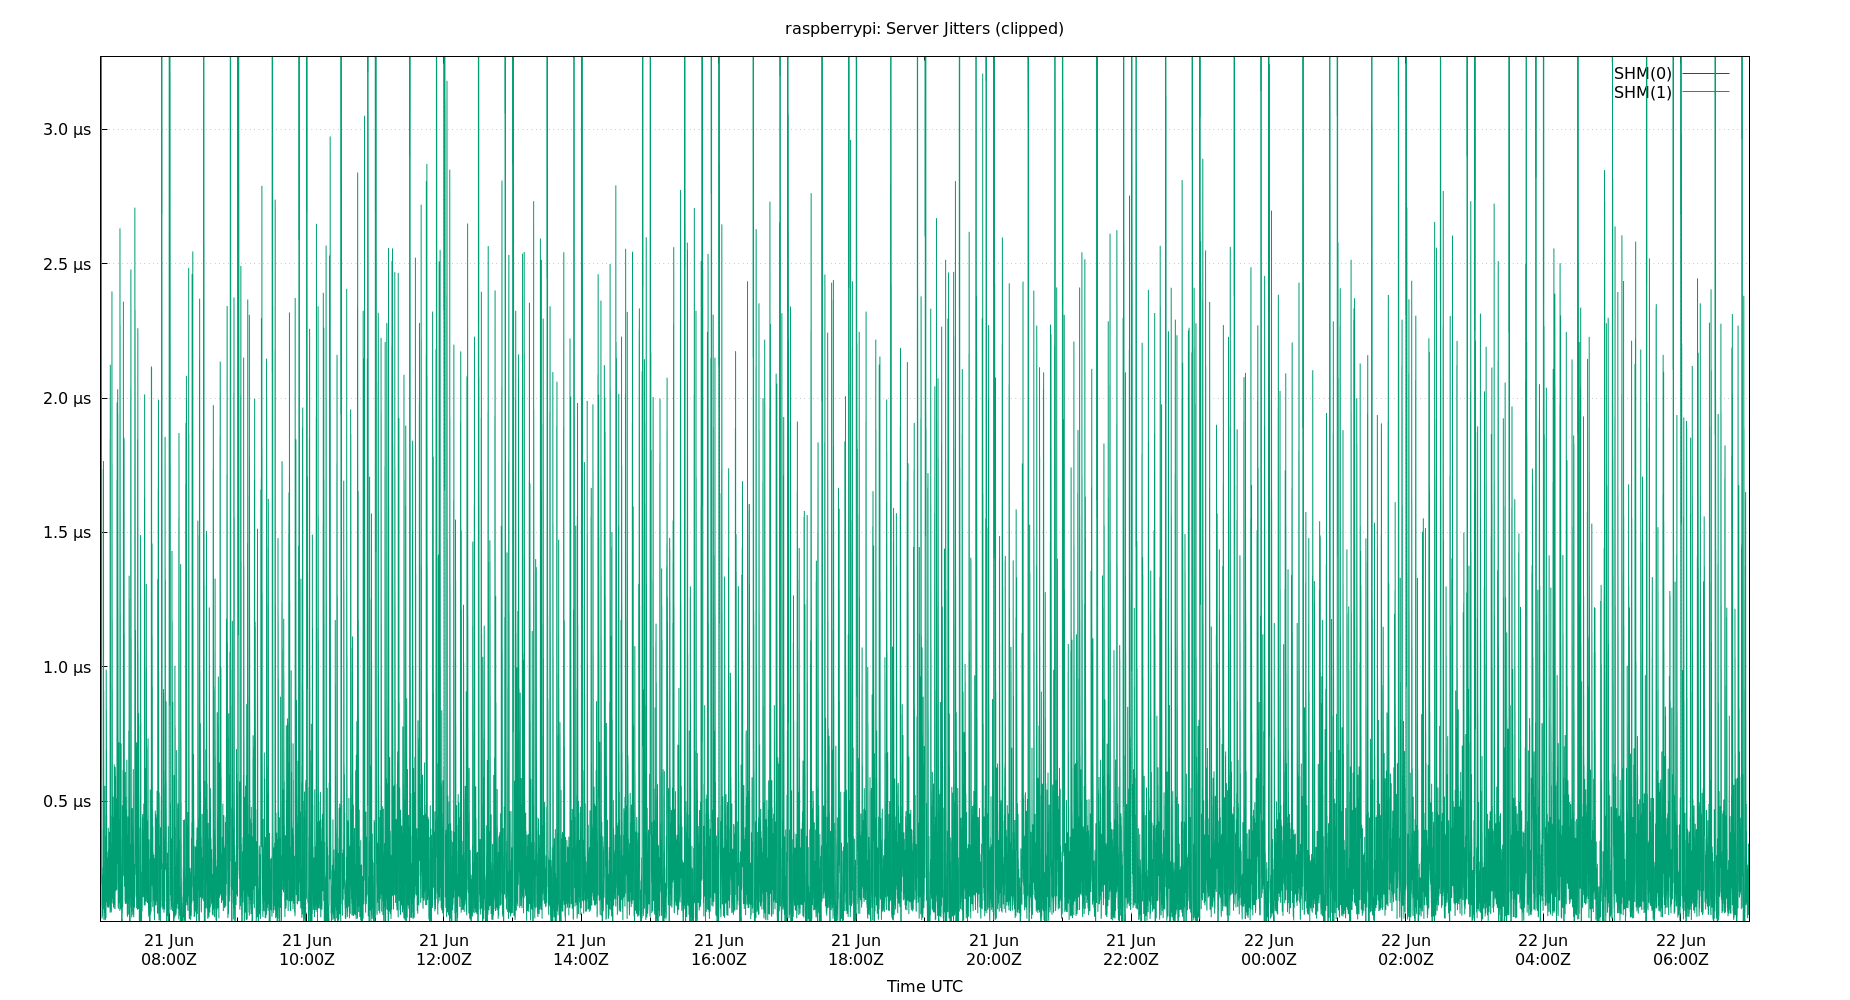 raspberrypi: Server Jitters (clipped)
SHM(0)
SHM(1)
3.0 μs
2.5 μs
2.0 μs
1.5 μs
1.0 μs
0.5 μs
21 Jun 21 Jun 21 Jun 21 Jun 21 Jun 21 Jun 21 Jun 21 Jun 22 Jun 22 Jun 22 Jun 22 Jun
08:00Z 10:00Z 12:00Z 14:00Z 16:00Z 18:00Z 20:00Z 22:00Z 00:00Z 02:00Z 04:00Z 06:00Z
Time UTC